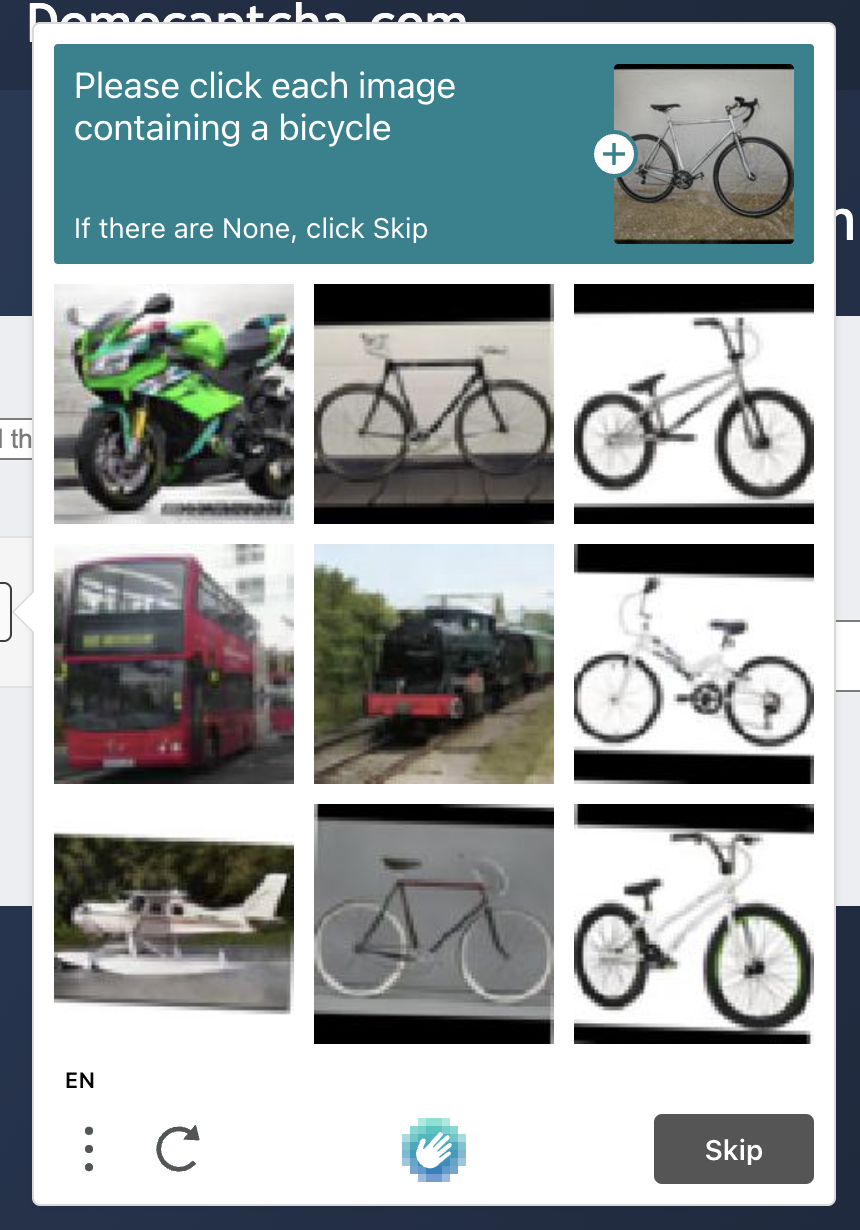 Democaptcha.com
Please click each image
containing a bicycle
If there are None, click Skip
n
d th
EN
Skip